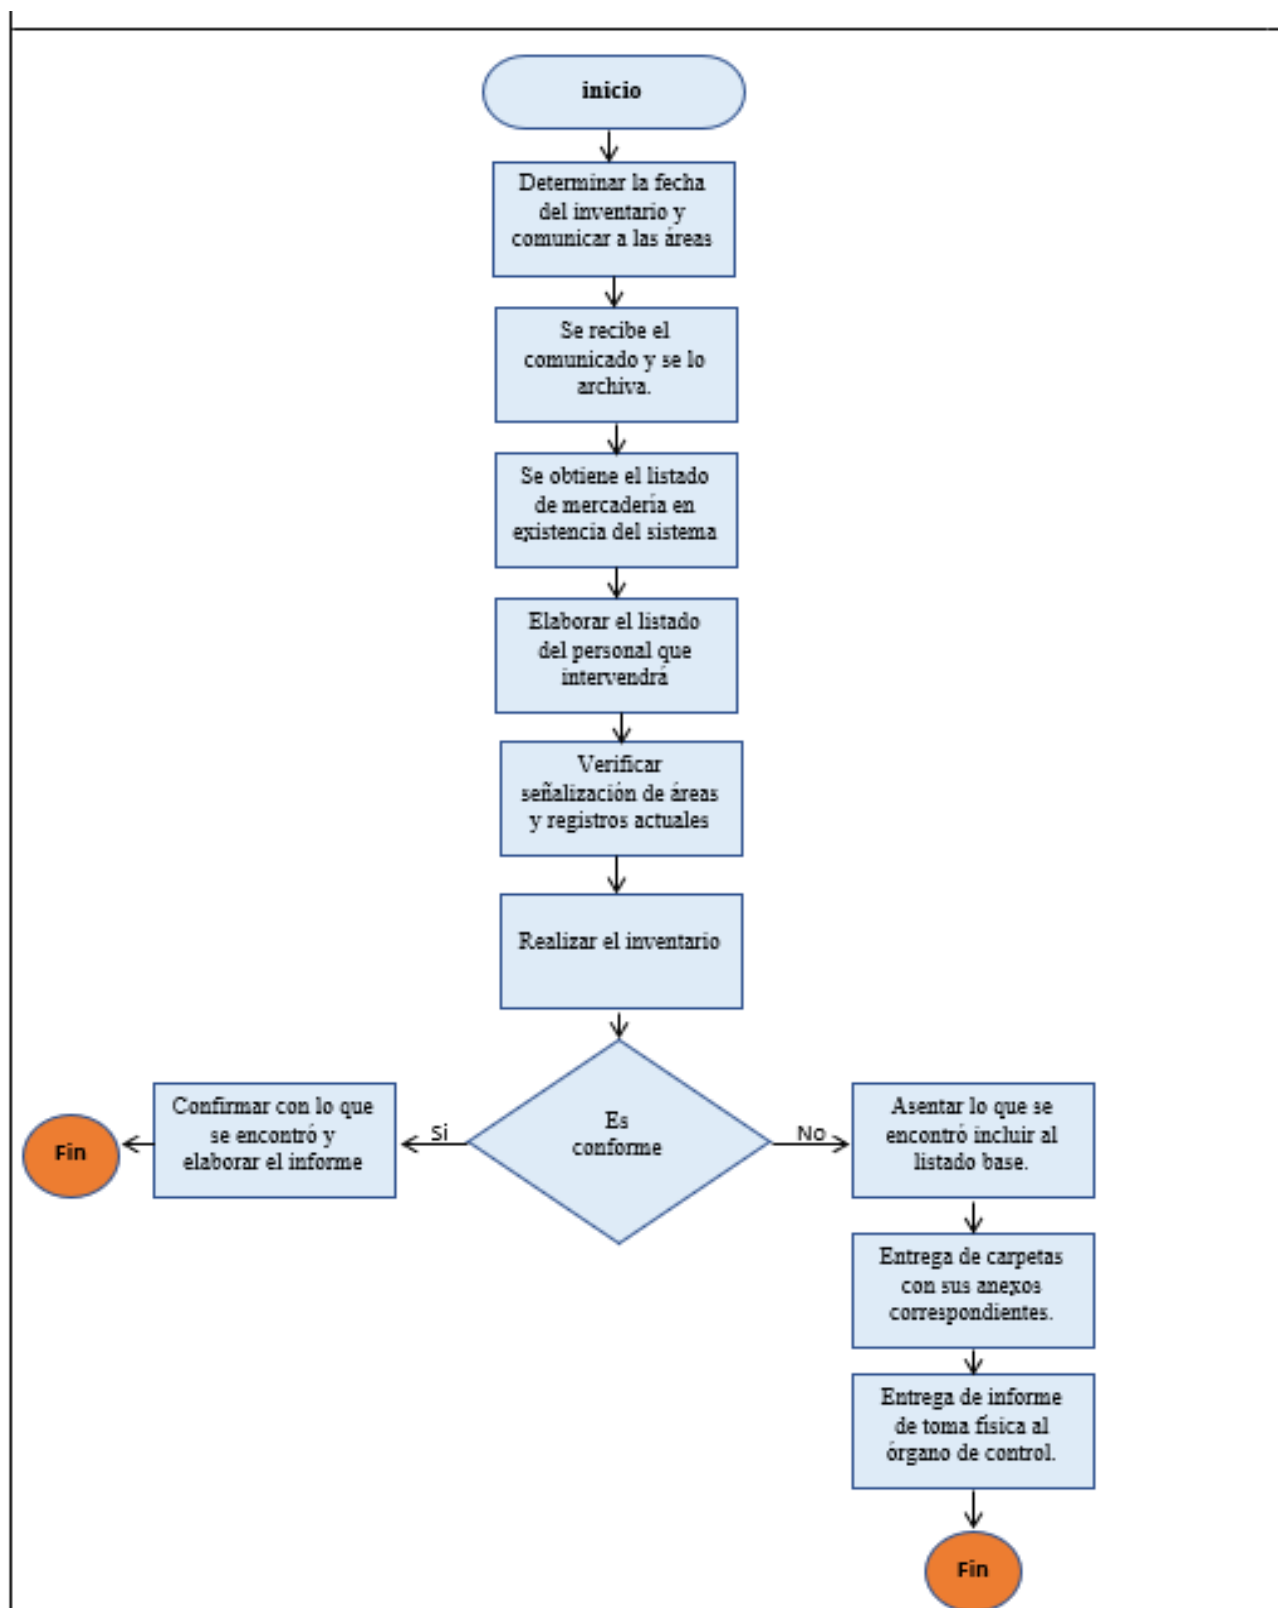 inicio
Determinar la fecha
del inventario y
comunicar a las áreas
Se recibe el
comunicado y se lo
archiva.
Se obtiene el listado
de mercadería en
existencia del sistema
Elaborar el listado
del personal que
intervendrá
Verificar
señalización de áreas
y registros actuales
Realizar el inventario
Es
conforme
Si
Confirmar con lo que
se encontró y
elaborar el informe
Fin
No
Asentar lo que se
encontró incluir al
listado base.
Entrega de carpetas
con sus anexos
correspondientes.
Entrega de informe
de toma física al
órgano de control.
Fin